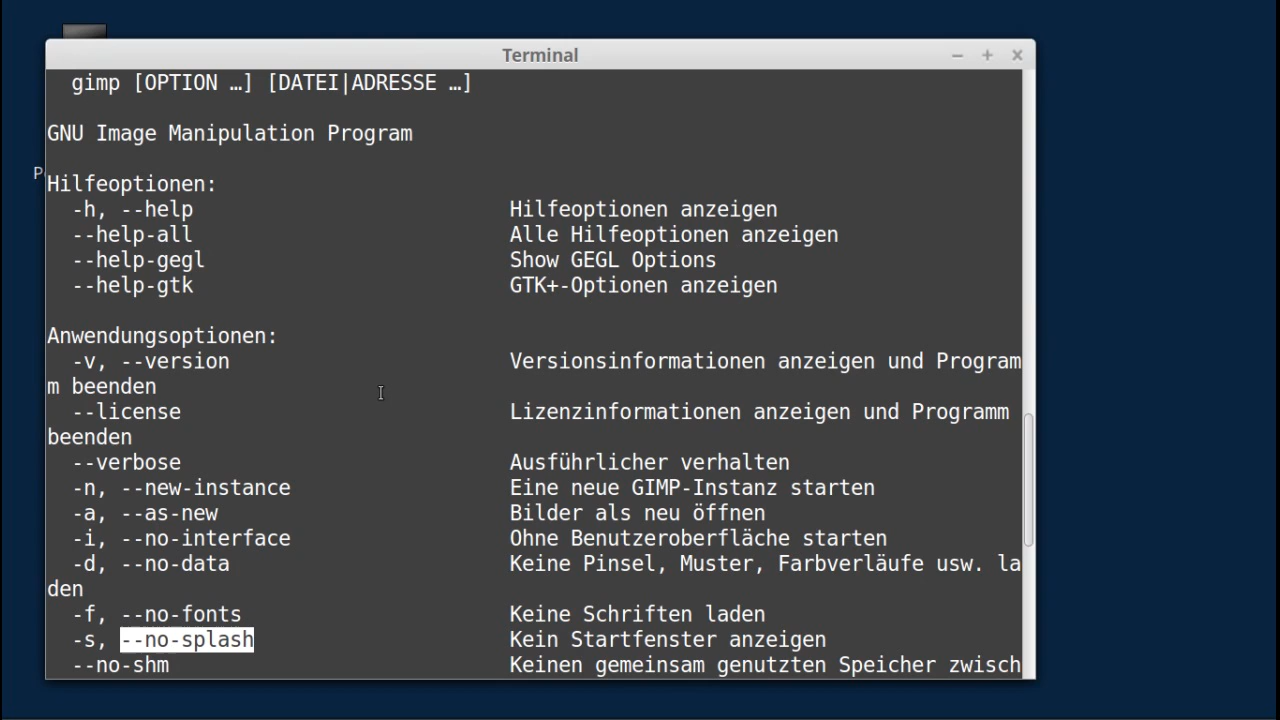 Terminal
gimp [OPTION …] [DATEI|ADRESSE …]
GNU Image Manipulation Program
Hilfeoptionen:
-h, --help Hilfeoptionen anzeigen
--help-all Alle Hilfeoptionen anzeigen
--help-gegl Show GEGL Options
--help-gtk GTK+-Optionen anzeigen
Anwendungsoptionen:
-v, --version Versionsinformationen anzeigen und Program
m beenden
--license Lizenzinformationen anzeigen und Programm
beenden
--verbose Ausführlicher verhalten
-n, --new-instance Eine neue GIMP-Instanz starten
-a, --as-new Bilder als neu öffnen
-i, --no-interface Ohne Benutzeroberfläche starten
-d, --no-data Keine Pinsel, Muster, Farbverläufe usw. la
den
-f, --no-fonts Keine Schriften laden
-s, --no-splash Kein Startfenster anzeigen
--no-shm Keinen gemeinsam genutzten Speicher zwisch